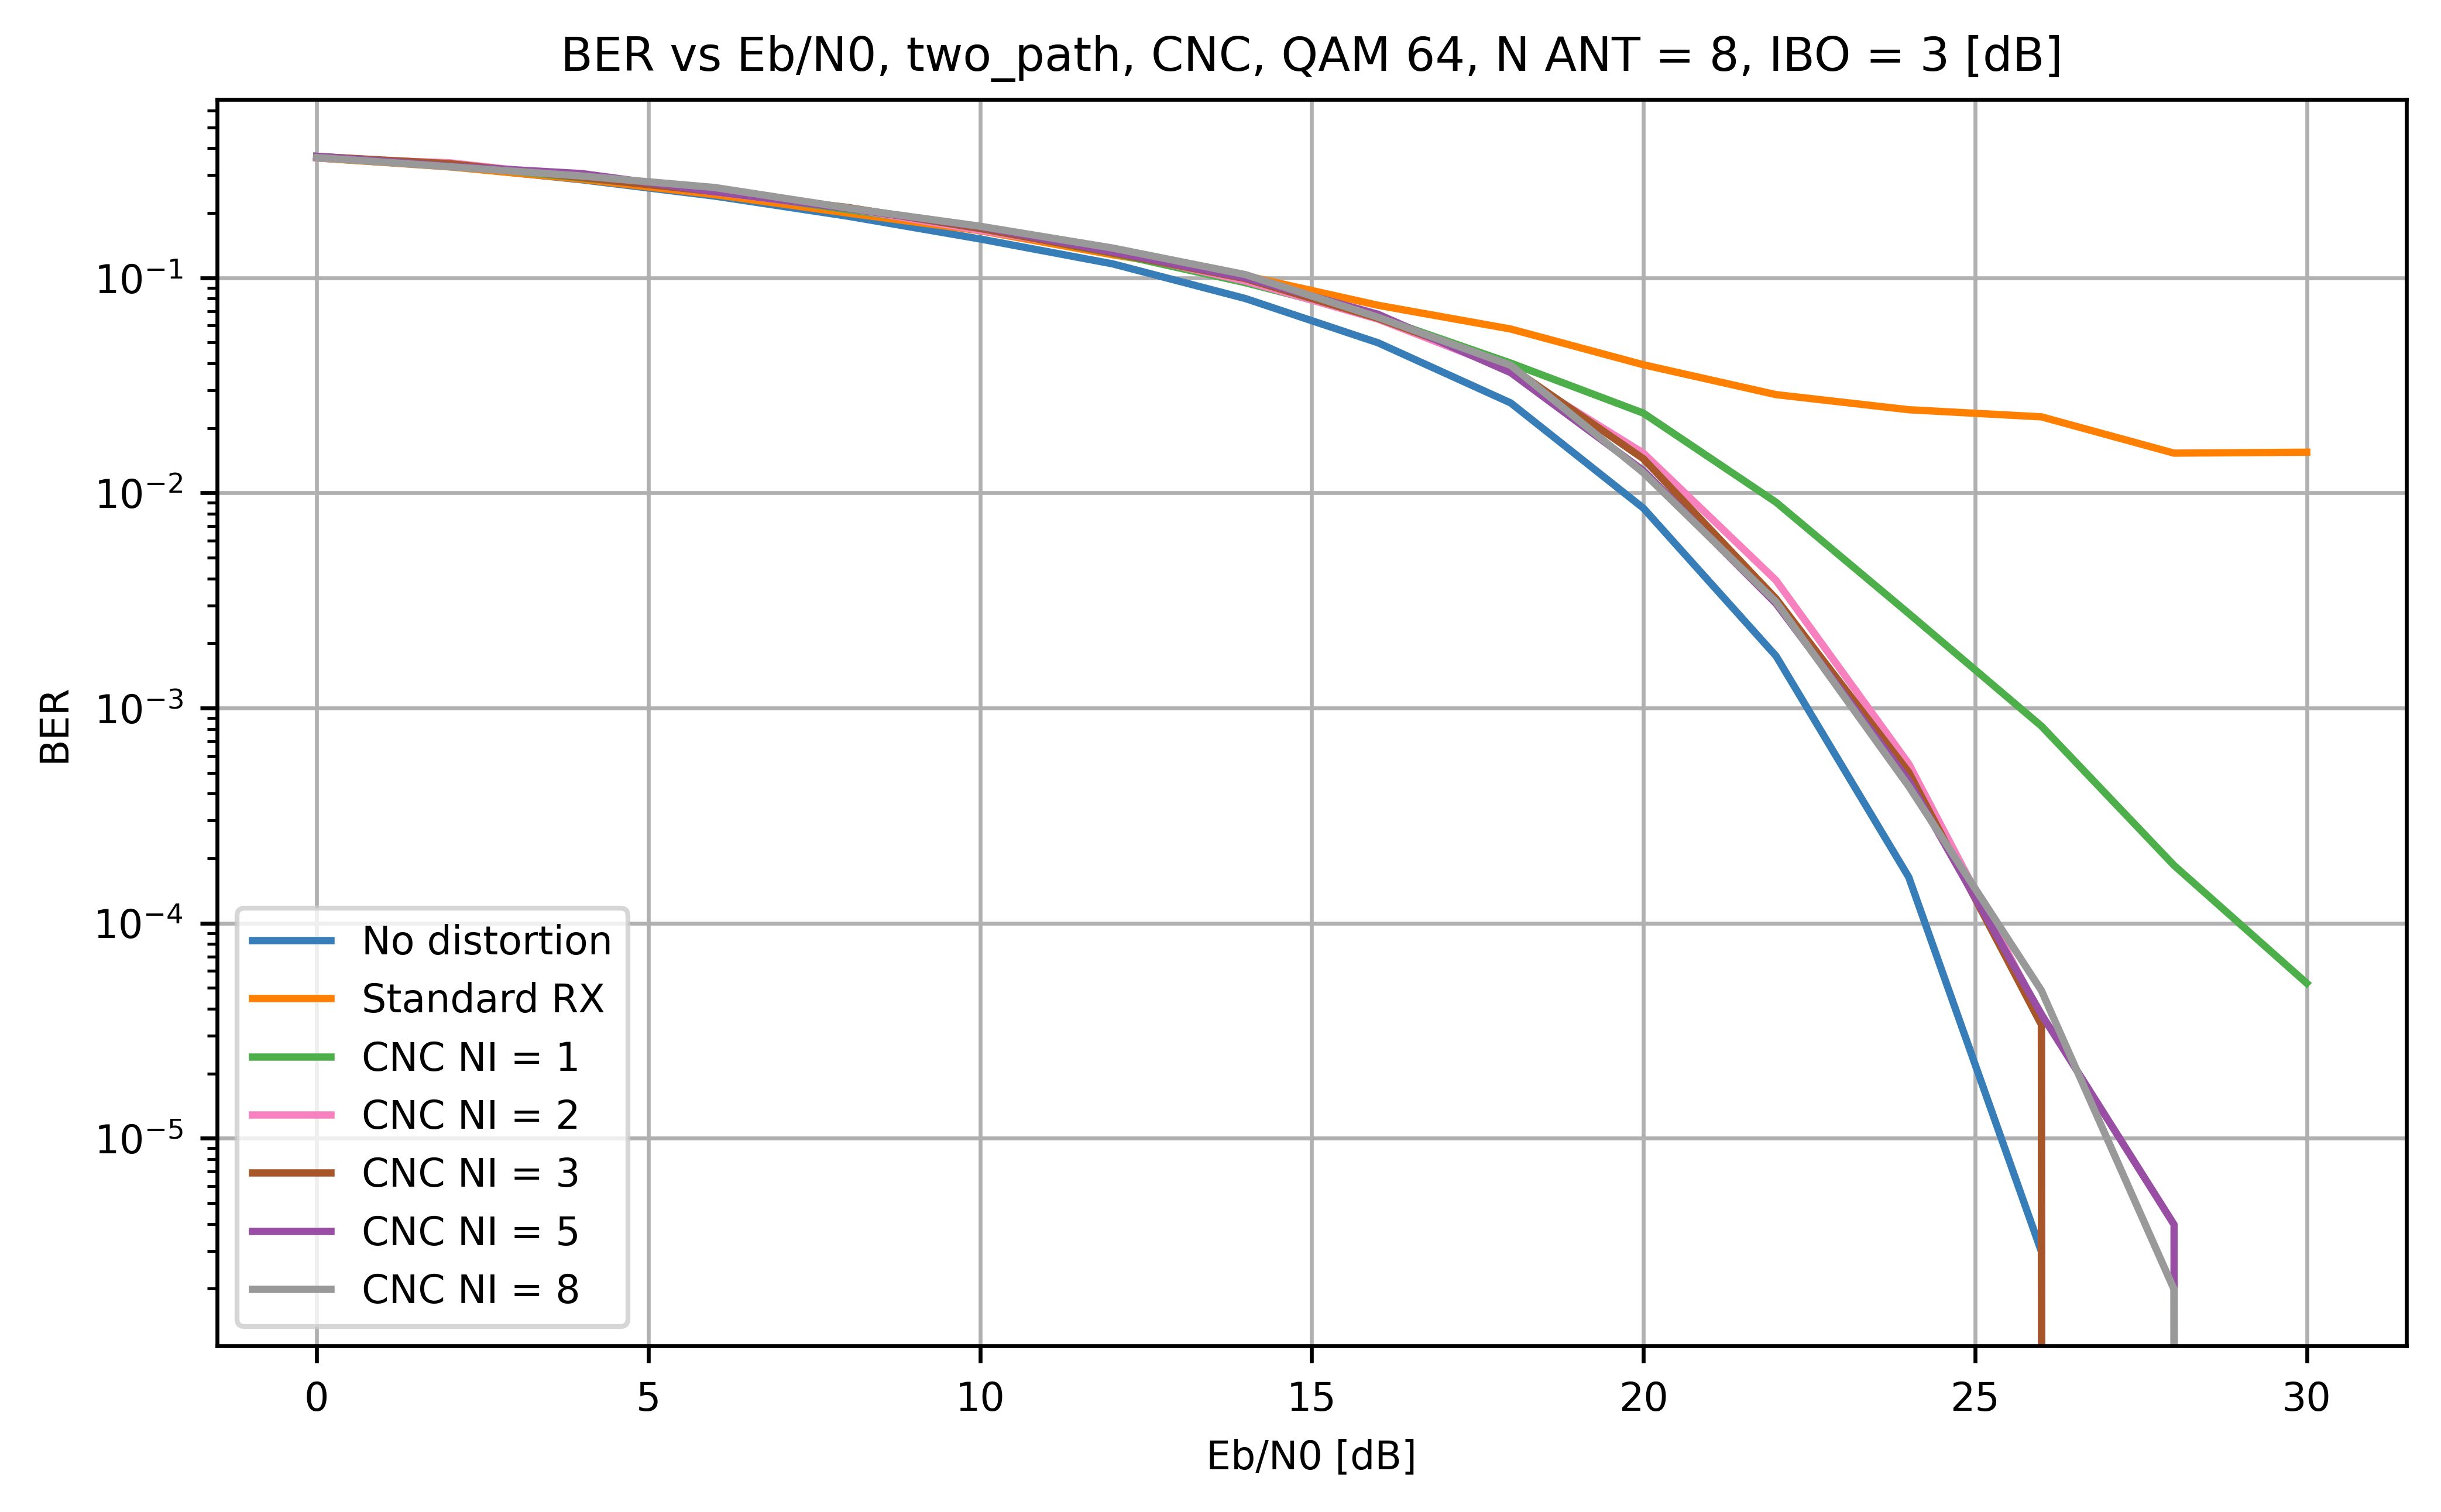 BER vs Eb/N0, two_path, CNC, QAM 64, N ANT = 8, IBO = 3 [dB]
BER
10⁻¹
10⁻²
10⁻³
10⁻⁴
10⁻⁵
No distortion
Standard RX
CNC NI = 1
CNC NI = 2
CNC NI = 3
CNC NI = 5
CNC NI = 8
0 5 10 15 20 25 30
Eb/N0 [dB]